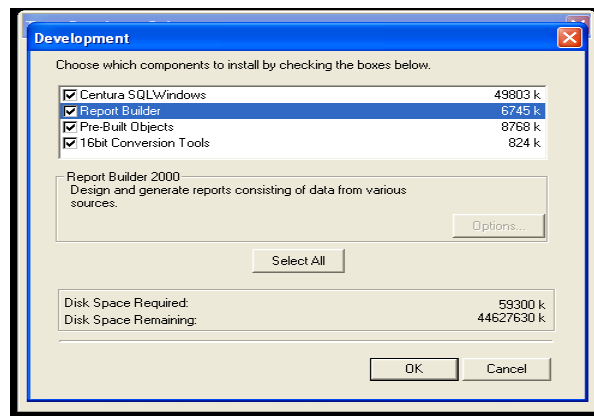 Development
Choose which components to install by checking the boxes below.
Centura SQLWindows 49803 k
Report Builder 6745 k
Pre-Built Objects 8768 k
16bit Conversion Tools 824 k
Report Builder 2000
Design and generate reports consisting of data from various
sources.
Options...
Select All
Disk Space Required: 59300 k
Disk Space Remaining: 44627630 k
OK Cancel